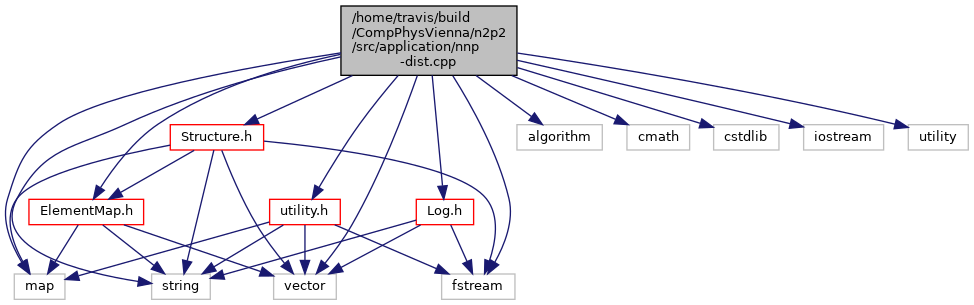 /home/travis/build
/CompPhysVienna/n2p2
/src/application/nnp
-dist.cpp
Structure.h
algorithm
cmath
cstdlib
iostream
utility
ElementMap.h
utility.h
Log.h
map
string
vector
fstream